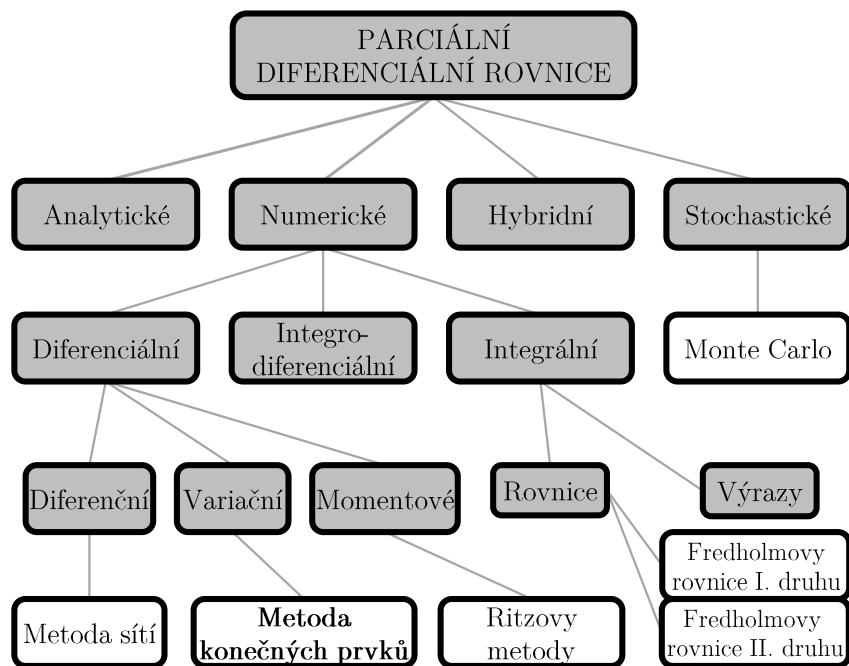 PARCIÁLNÍ
DIFERENCIÁLNÍ ROVNICE
Analytické
Numerické
Hybridní
Stochastické
Diferenciální
Integro-
diferenciální
Integrální
Monte Carlo
Diferenční
Variační
Momentové
Rovnice
Výrazy
Fredholmovy
rovnice I. druhu
Metoda sítí
Metoda
konečných prvků
Ritzovy
metody
Fredholmovy
rovnice II. druhu